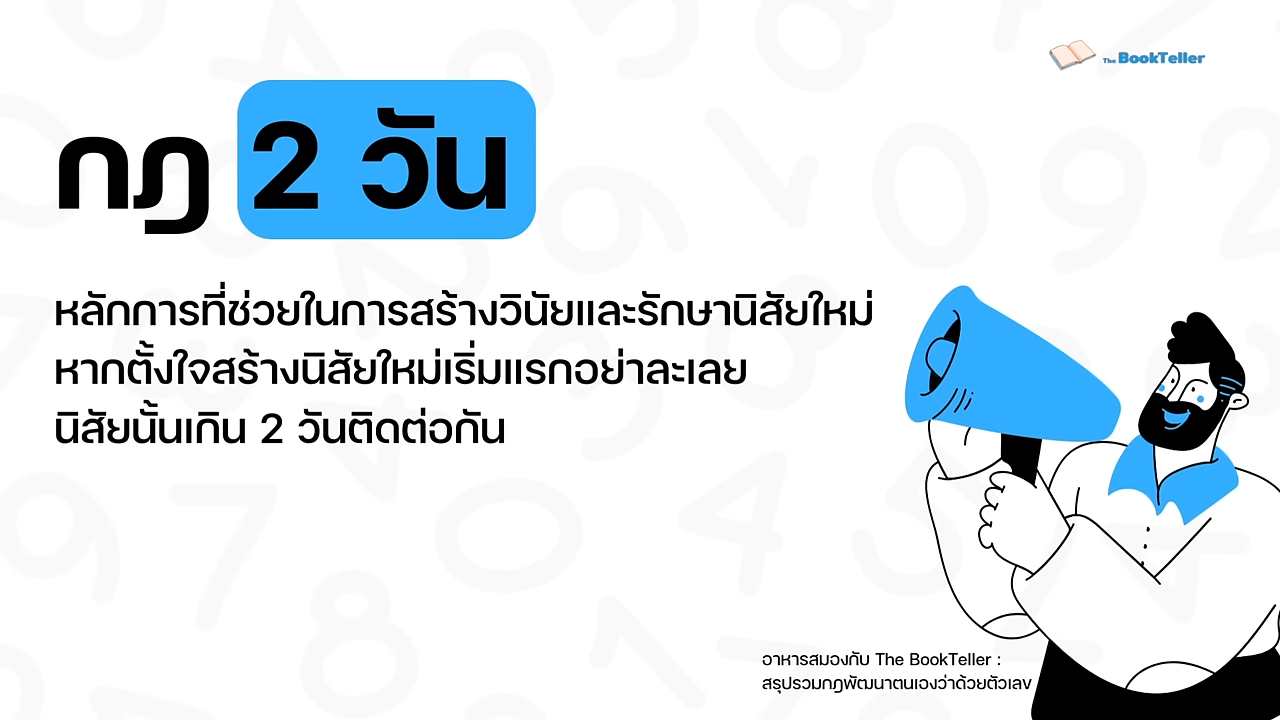 The BookTeller
กฎ 2 วัน
หลักการที่ช่วยในการสร้างวินัยและรักษานิสัยใหม่
หากตั้งใจสร้างนิสัยใหม่เริ่มแรกอย่าละเลย
นิสัยนั้นเกิน 2 วันติดต่อกัน
อาหารสมองกับ The BookTeller :
สรุปรวมกฎพัฒนาตนเองว่าด้วยตัวเลข